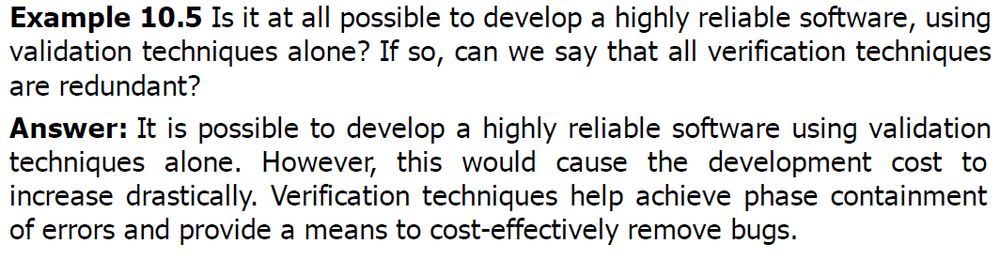 Example 10.5 Is it at all possible to develop a highly reliable software, using
validation techniques alone? If so, can we say that all verification techniques
are redundant?
Answer: It is possible to develop a highly reliable software using validation
techniques alone. However, this would cause the development cost to
increase drastically. Verification techniques help achieve phase containment
of errors and provide a means to cost-effectively remove bugs.